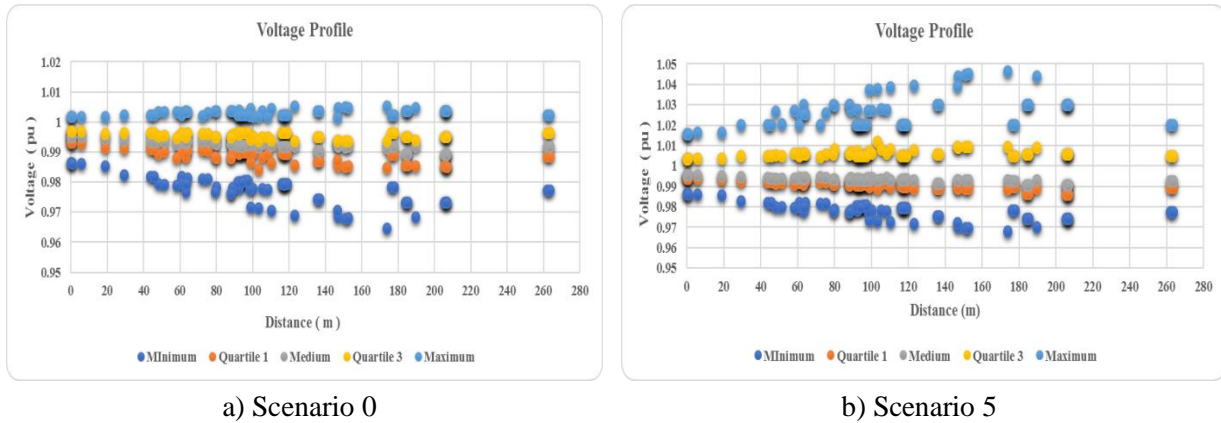 Voltage Profile
1.02
1.01
1
0.99
0.98
0.97
0.96
0.95
Voltage ( pu )
0 20 40 60 80 100 120 140 160 180 200 220 240 260 280
Distance ( m )
MInimum Quartile 1 Medium Quartile 3 Maximum
a) Scenario 0
Voltage Profile
1.05
1.04
1.03
1.02
1.01
1
0.99
0.98
0.97
0.96
0.95
Voltage ( pu )
0 20 40 60 80 100 120 140 160 180 200 220 240 260 280
Distance (m)
Minimum Quartile 1 Medium Quartile 3 Maximum
b) Scenario 5